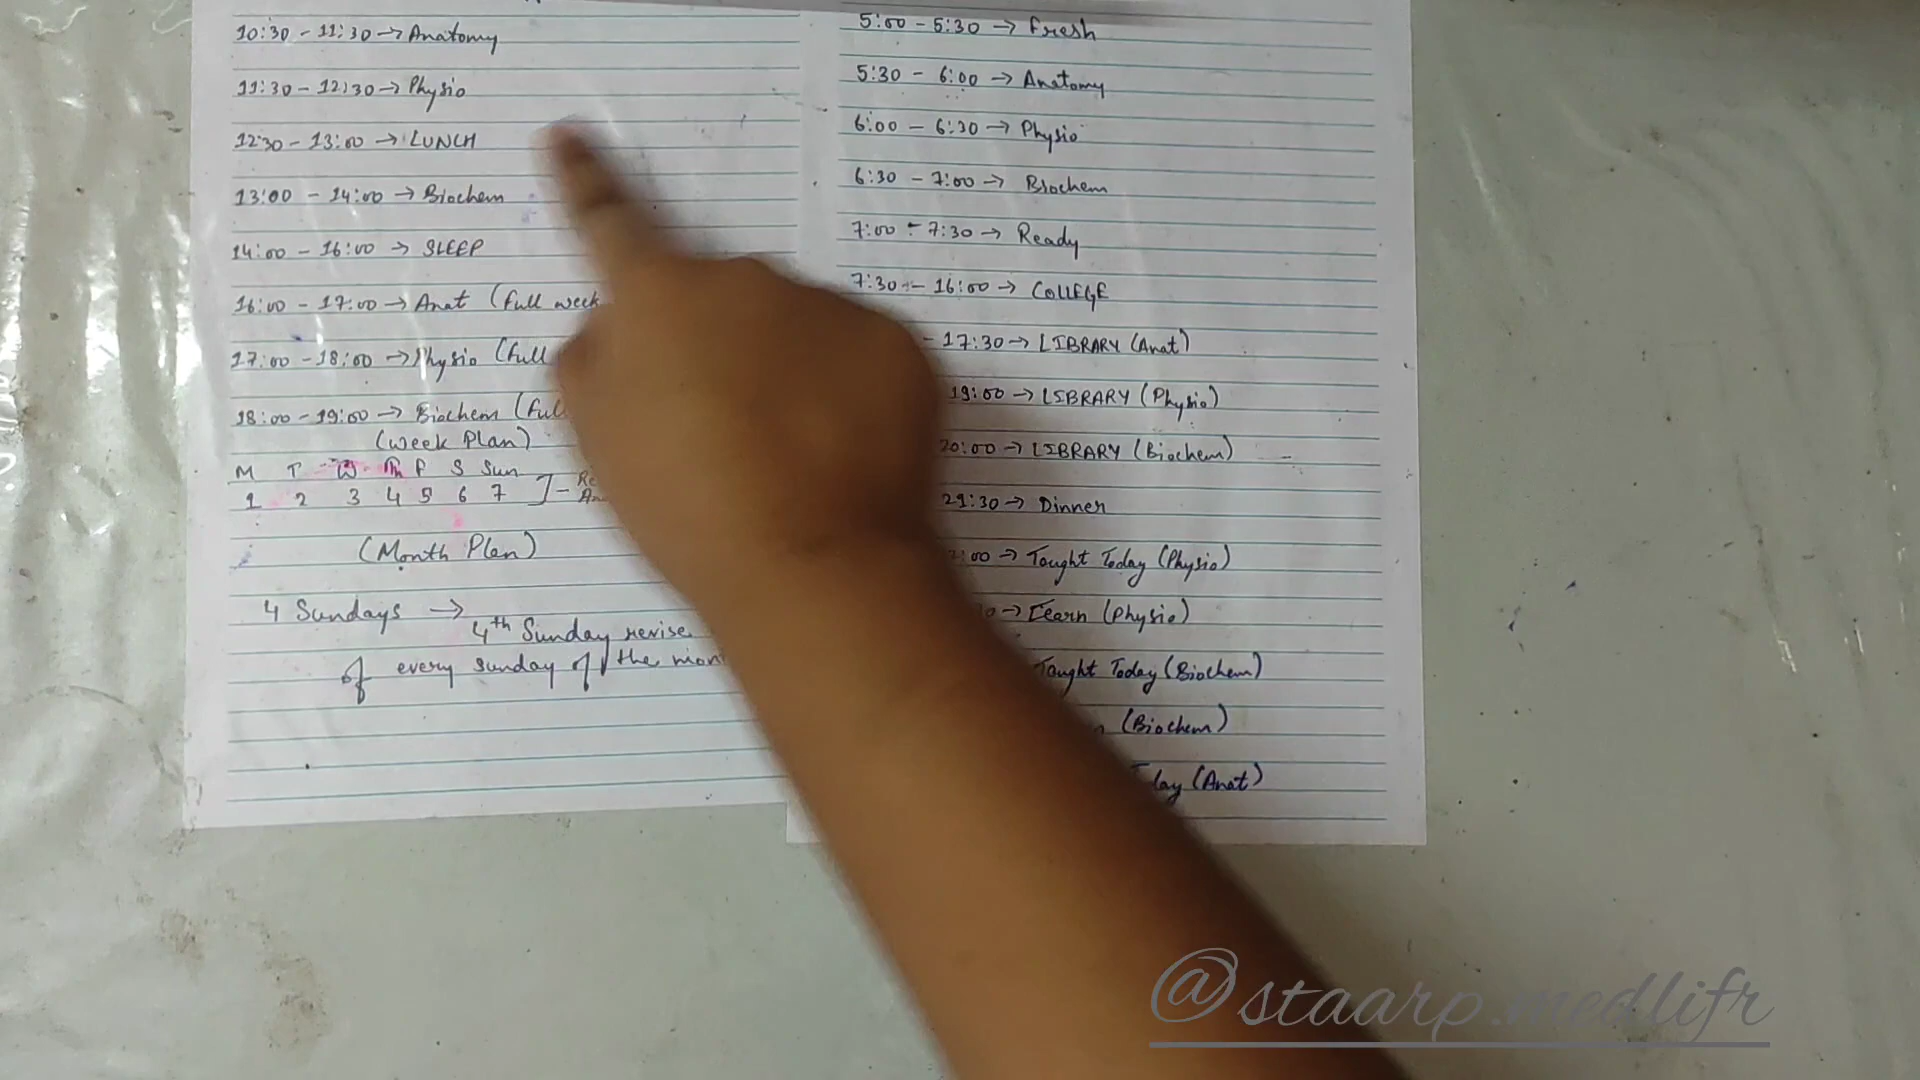 10:30 - 11:30 → Anatomy
11:30 - 12:30 → Physio
12:30 - 13:00 → LUNCH
13:00 - 14:00 → Biochem
14:00 - 16:00 → SLEEP
16:00 - 17:00 → Anat (full week
17:00 - 18:00 → Physio (full
18:00 - 19:00 → Biochem (full
(Week Plan)
M T W Th F S Sun
1 2 3 4 5 6 7 ] -
(Month Plan)
4 Sundays →
4th Sunday revise
of every sunday of the
5:00 - 5:30 → Fresh
5:30 - 6:00 → Anatomy
6:00 - 6:30 → Physio
6:30 - 7:00 → Biochem
7:00 - 7:30 → Ready
7:30 - 16:00 → COLLEGE
- 17:30 → LIBRARY (Anat)
19:00 → LIBRARY (Physio)
20:00 → LIBRARY (Biochem)
21:30 → Dinner
:00 → Taught Today (Physio)
→ Learn (Physio)
Taught Today (Biochem)
(Biochem)
(Anat)
@staarp.medlifr